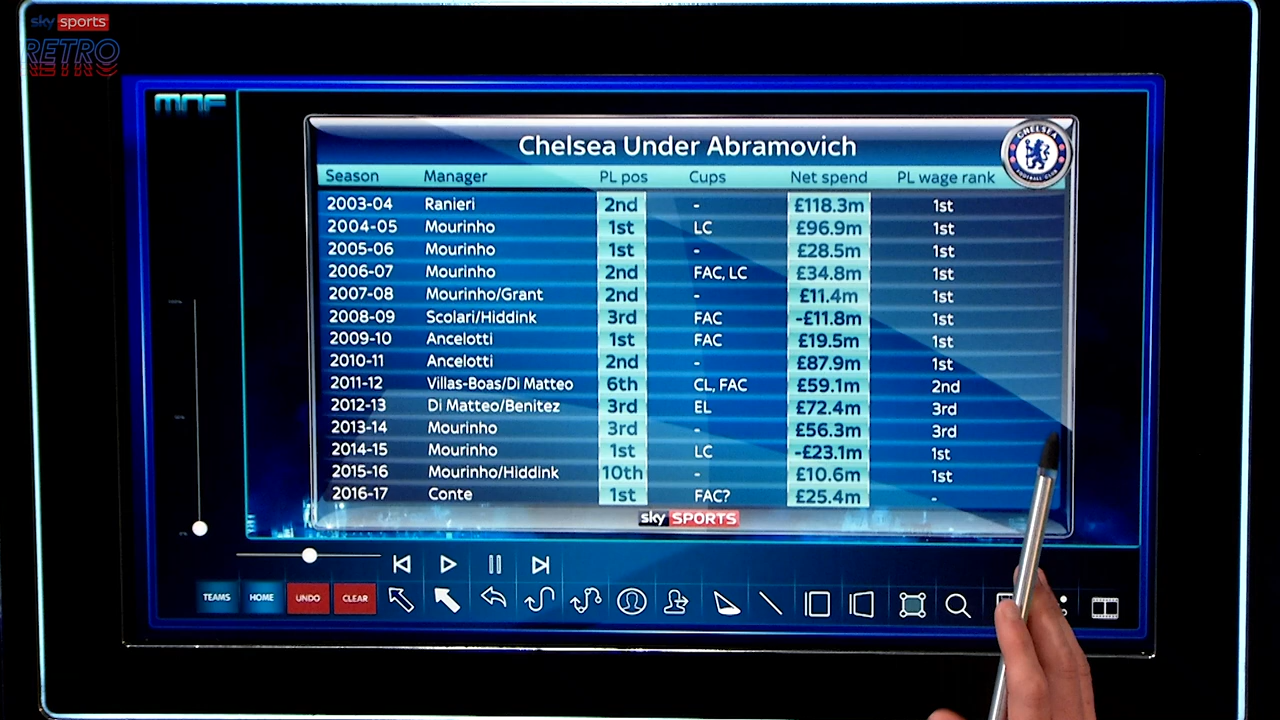 sky sports
RETRO
MNF
Chelsea Under Abramovich
CHELSEA
FOOTBALL CLUB
Season Manager PL pos Cups Net spend PL wage rank
2003-04 Ranieri 2nd - £118.3m 1st
2004-05 Mourinho 1st LC £96.9m 1st
2005-06 Mourinho 1st - £28.5m 1st
2006-07 Mourinho 2nd FAC, LC £34.8m 1st
2007-08 Mourinho/Grant 2nd - £11.4m 1st
2008-09 Scolari/Hiddink 3rd FAC -£11.8m 1st
2009-10 Ancelotti 1st FAC £19.5m 1st
2010-11 Ancelotti 2nd - £87.9m 1st
2011-12 Villas-Boas/Di Matteo 6th CL, FAC £59.1m 2nd
2012-13 Di Matteo/Benitez 3rd EL £72.4m 3rd
2013-14 Mourinho 3rd - £56.3m 3rd
2014-15 Mourinho 1st LC -£23.1m 1st
2015-16 Mourinho/Hiddink 10th - £10.6m 1st
2016-17 Conte 1st FAC? £25.4m -
sky SPORTS
TEAMS HOME UNDO CLEAR